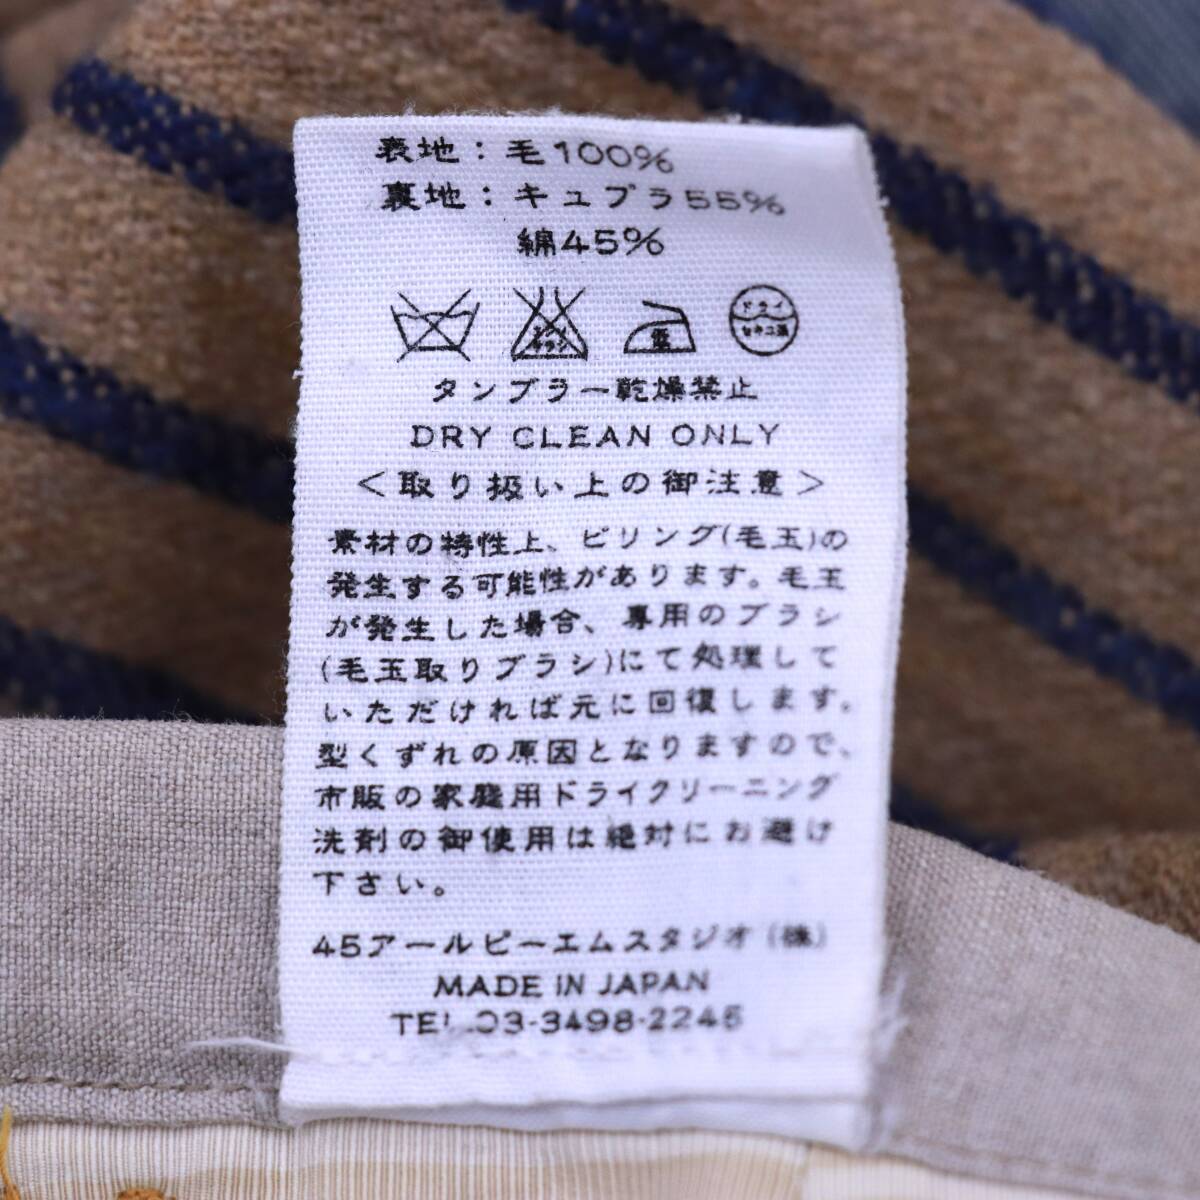 表地：毛100%
裏地：キュプラ55%
綿45%
ドライ
セキユ系
タンブラー乾燥禁止
DRY CLEAN ONLY
＜取り扱い上の御注意＞
素材の特性上、ピリング(毛玉)の
発生する可能性があります。毛玉
が発生した場合、専用のブラシ
(毛玉取りブラシ)にて処理して
いただければ元に回復します。
型くずれの原因となりますので、
市販の家庭用ドライクリーニング
洗剤の御使用は絶対にお避け
下さい。
45アールピーエムスタジオ（株）
MADE IN JAPAN
TEL 03-3498-2245